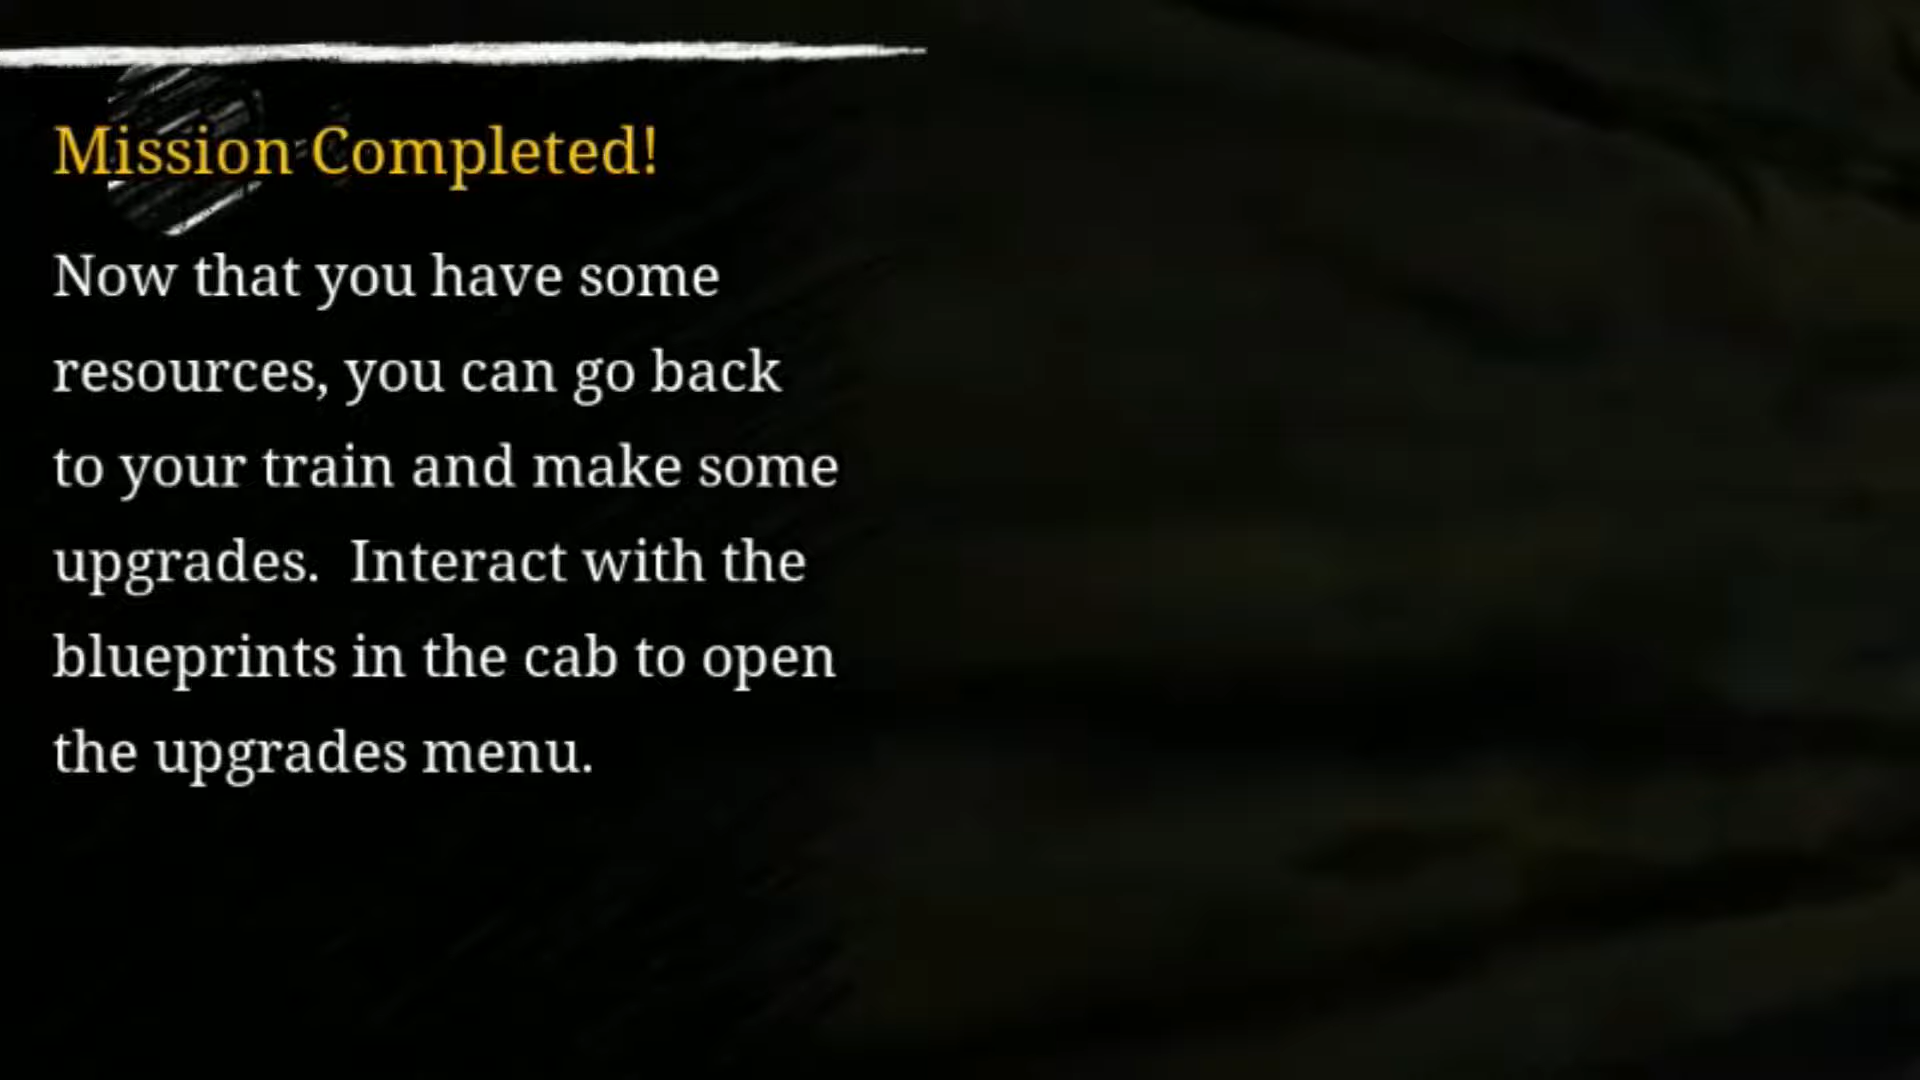 Mission Completed!
Now that you have some
resources, you can go back
to your train and make some
upgrades.  Interact with the
blueprints in the cab to open
the upgrades menu.